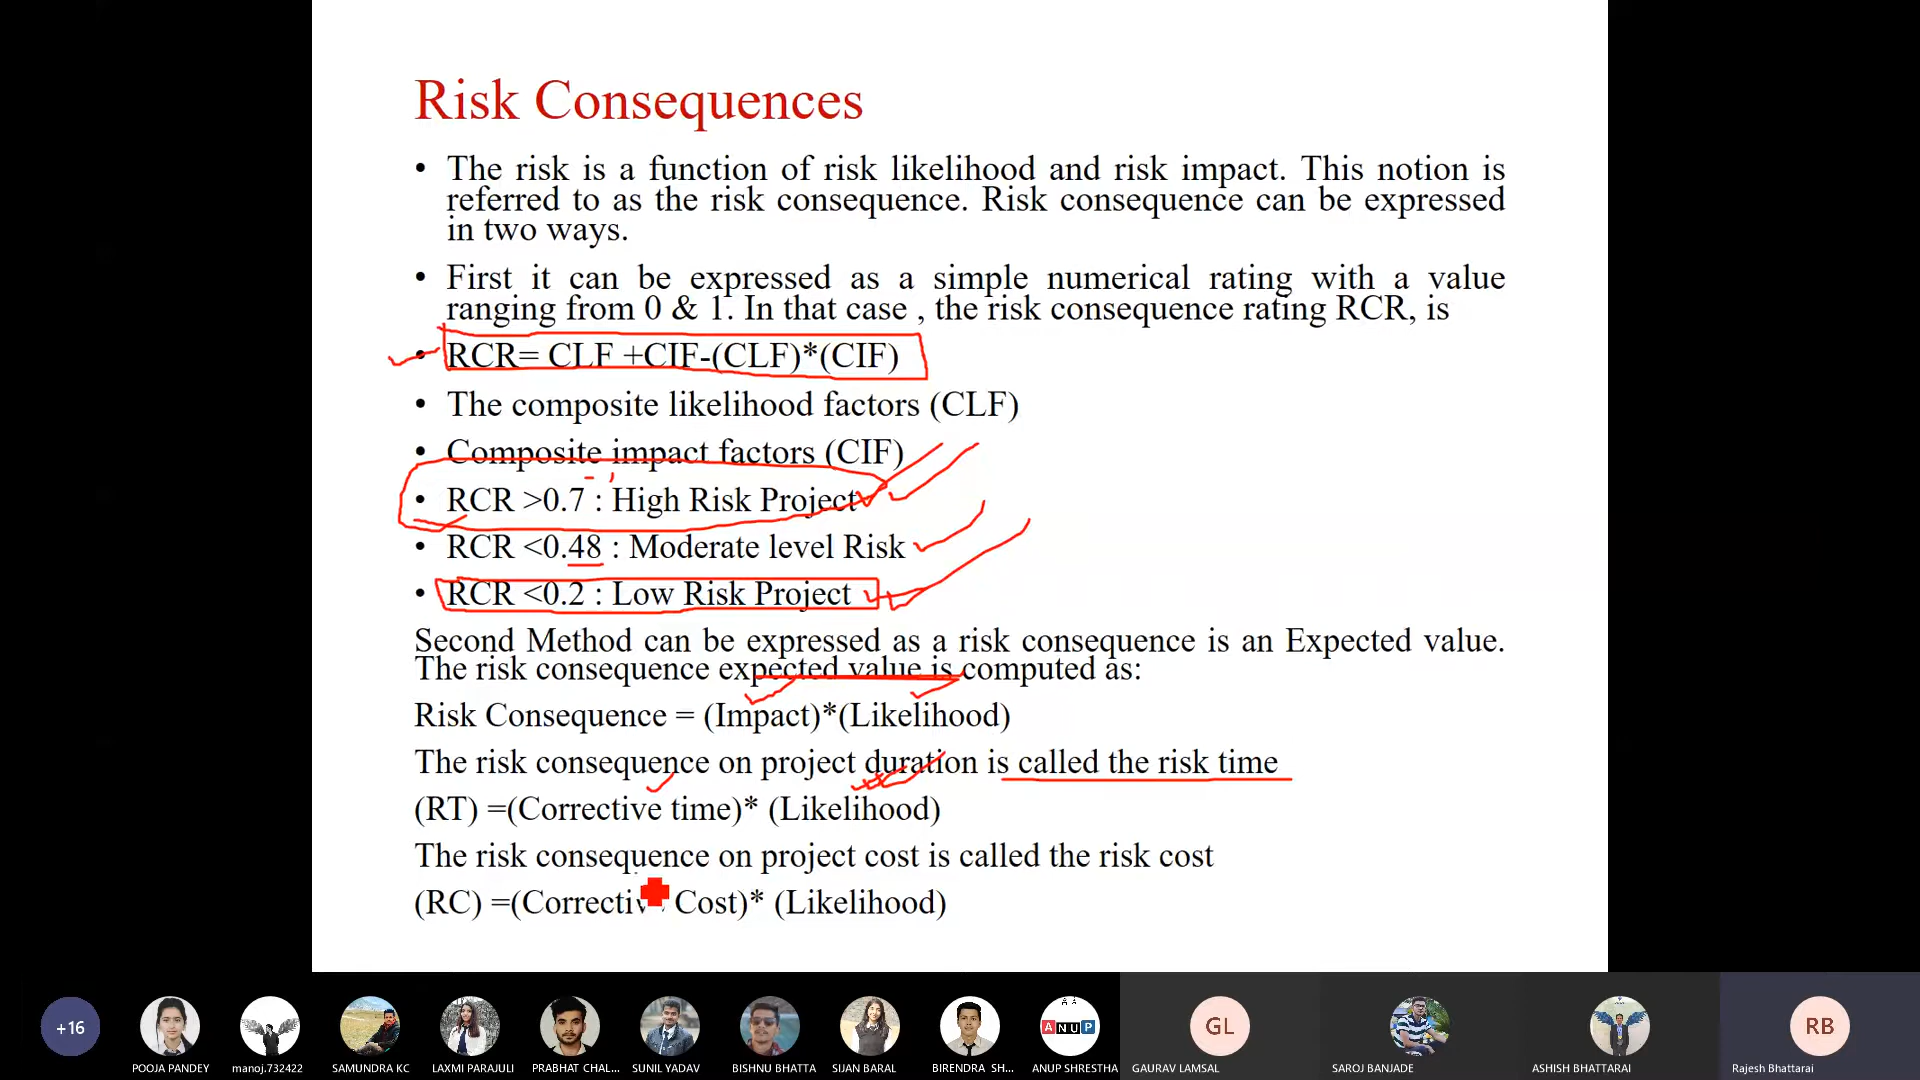 Risk Consequences
• The risk is a function of risk likelihood and risk impact. This notion is
referred to as the risk consequence. Risk consequence can be expressed
in two ways.
• First it can be expressed as a simple numerical rating with a value
ranging from 0 & 1. In that case , the risk consequence rating RCR, is
• RCR= CLF +CIF-(CLF)*(CIF)
• The composite likelihood factors (CLF)
• Composite impact factors (CIF)
• RCR >0.7 : High Risk Project
• RCR <0.48 : Moderate level Risk
• RCR <0.2 : Low Risk Project
Second Method can be expressed as a risk consequence is an Expected value.
The risk consequence expected value is computed as:
Risk Consequence = (Impact)*(Likelihood)
The risk consequence on project duration is called the risk time
(RT) =(Corrective time)* (Likelihood)
The risk consequence on project cost is called the risk cost
(RC) =(Corrective Cost)* (Likelihood)
+16
ANUP
GL
RB
POOJA PANDEY
manoj.732422
SAMUNDRA KC
LAXMI PARAJULI
PRABHAT CHAL...
SUNIL YADAV
BISHNU BHATTA
SIJAN BARAL
BIRENDRA SH...
ANUP SHRESTHA
GAURAV LAMSAL
SAROJ BANJADE
ASHISH BHATTARAI
Rajesh Bhattarai